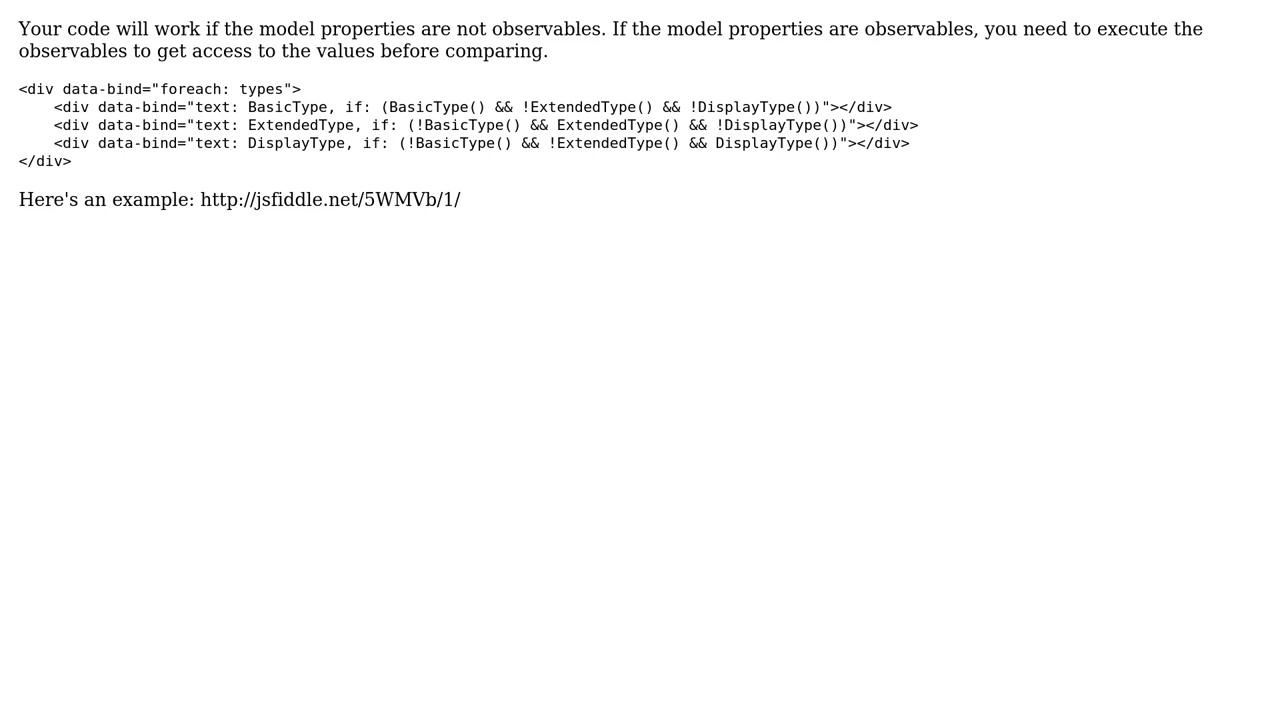 Your code will work if the model properties are not observables. If the model properties are observables, you need to execute the
observables to get access to the values before comparing.
<div data-bind="foreach: types">
    <div data-bind="text: BasicType, if: (BasicType() && !ExtendedType() && !DisplayType())"></div>
    <div data-bind="text: ExtendedType, if: (!BasicType() && ExtendedType() && !DisplayType())"></div>
    <div data-bind="text: DisplayType, if: (!BasicType() && !ExtendedType() && DisplayType())"></div>
</div>
Here's an example: http://jsfiddle.net/5WMVb/1/